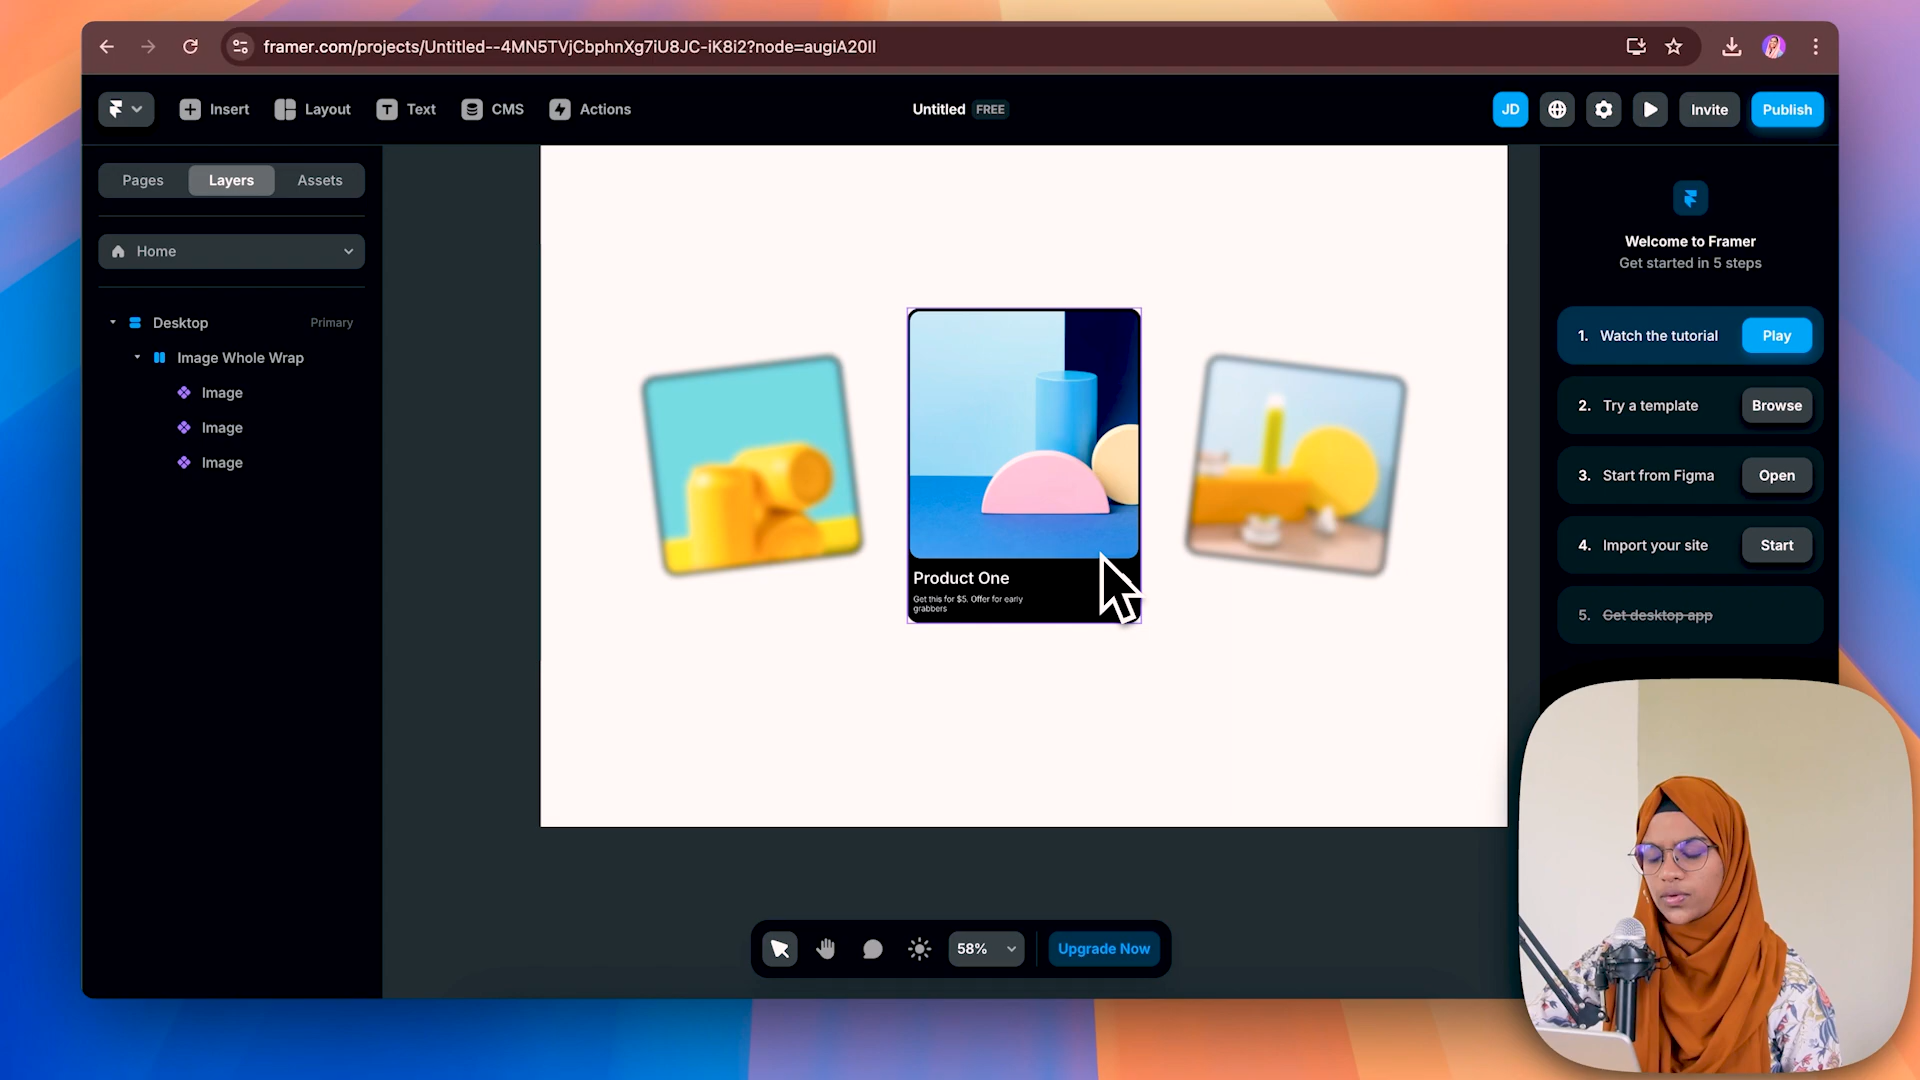 framer.com/projects/Untitled--4MN5TVjCbphnXg7iU8JC-iK8i2?node=augiA20Il
Insert
Layout
Text
CMS
Actions
Untitled
FREE
JD
Invite
Publish
Pages
Layers
Assets
Home
Desktop
Primary
Image Whole Wrap
Image
Image
Image
Product One
Get this for $5. Offer for early
grabbers
Welcome to Framer
Get started in 5 steps
1. Watch the tutorial
Play
2. Try a template
Browse
3. Start from Figma
Open
4. Import your site
Start
5. Get desktop app
58%
Upgrade Now